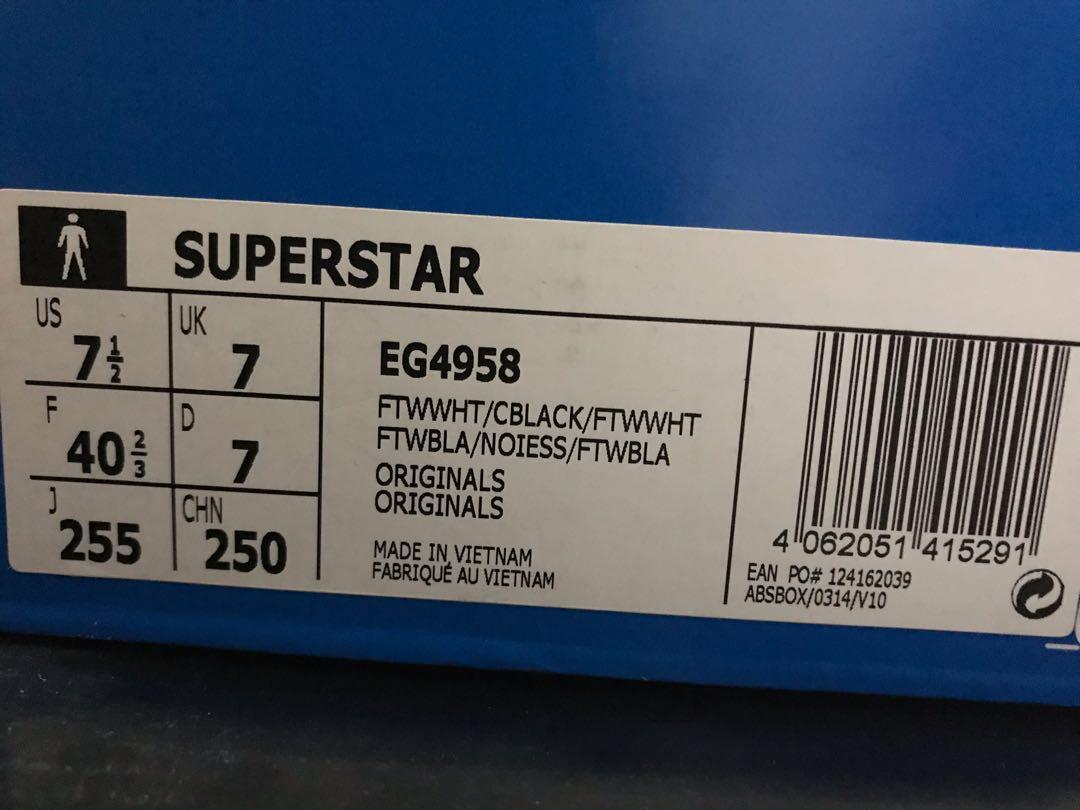 SUPERSTAR
US 7½ UK 7
F 40⅔ D 7
J 255 CHN 250
EG4958
FTWWHT/CBLACK/FTWWHT
FTWBLA/NOIESS/FTWBLA
ORIGINALS
ORIGINALS
MADE IN VIETNAM
FABRIQUÉ AU VIETNAM
4 062051 415291
EAN PO# 124162039
ABSBOX/0314/V10